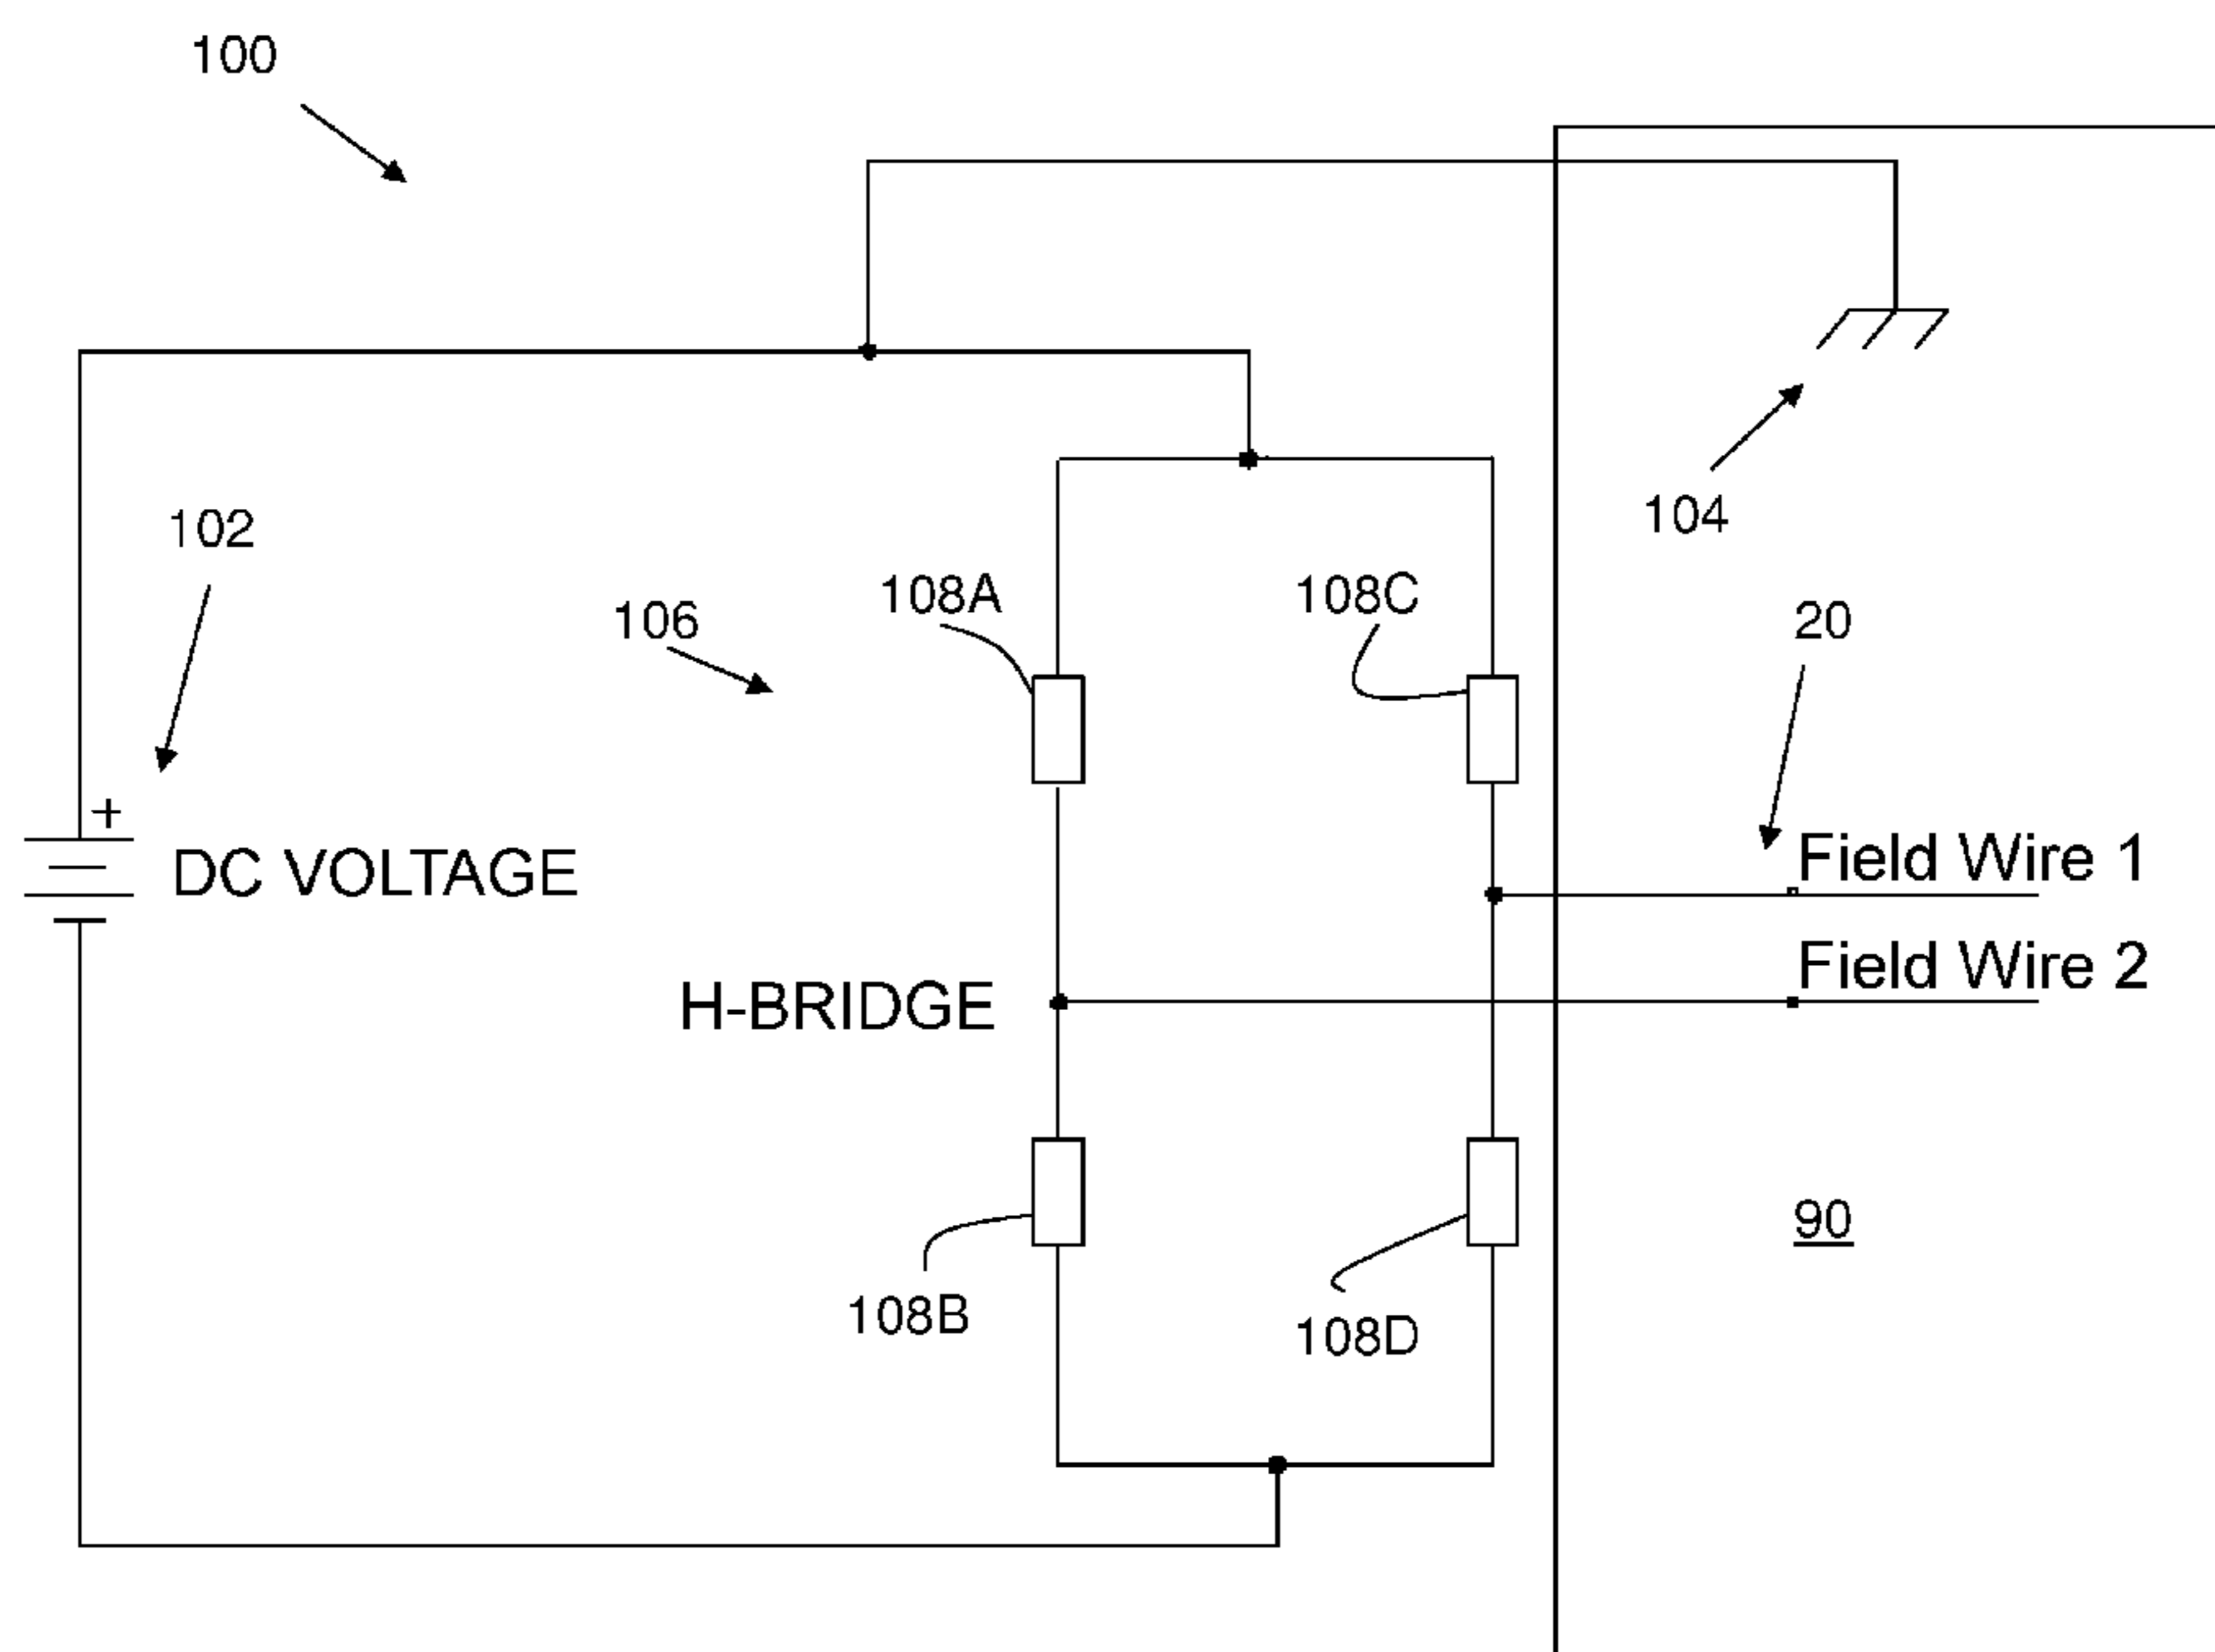 100
102
104
106
108A
108C
20
+
DC VOLTAGE
Field Wire 1
Field Wire 2
H-BRIDGE
90
108B
108D